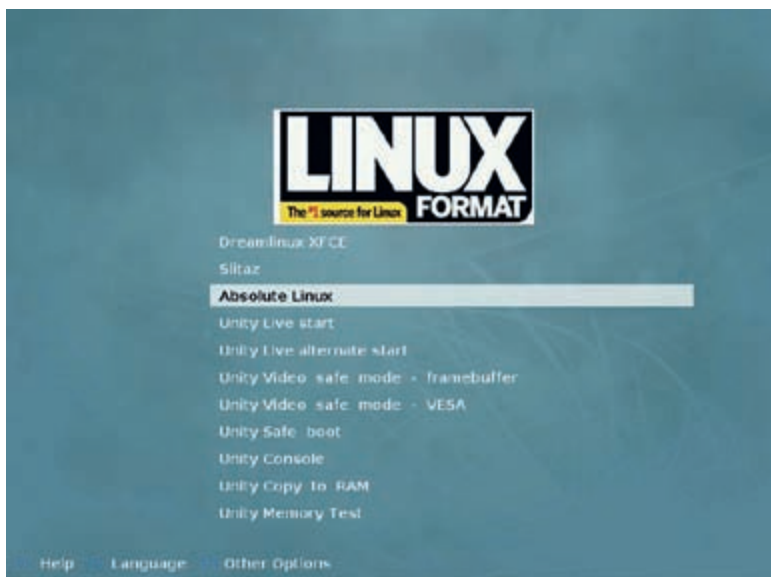 LINUX
FORMAT
The #1 source for Linux
Dreamlinux XFCE
Slitaz
Absolute Linux
Unity Live start
Unity Live alternate start
Unity Video safe mode - framebuffer
Unity Video safe mode - VESA
Unity Safe boot
Unity Console
Unity Copy to RAM
Unity Memory Test
Help Language Other Options